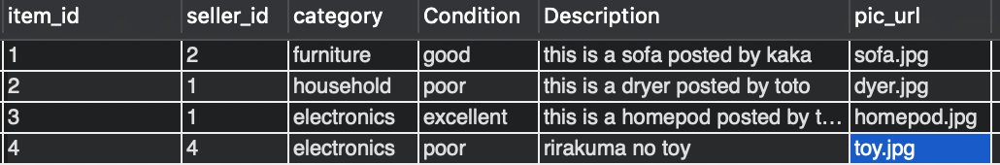 item_id seller_id category Condition Description pic_url
1 2 furniture good this is a sofa posted by kaka sofa.jpg
2 1 household poor this is a dryer posted by toto dyer.jpg
3 1 electronics excellent this is a homepod posted by t... homepod.jpg
4 4 electronics poor rirakuma no toy toy.jpg